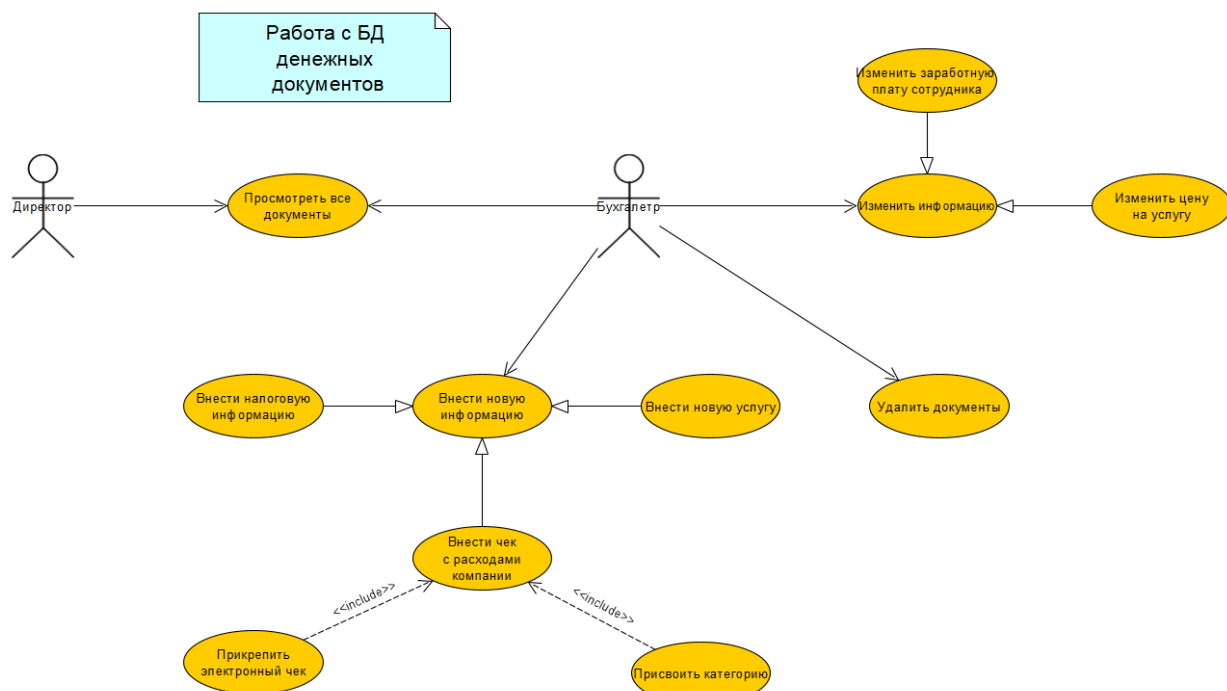 Работа с БД
денежных
документов
Изменить заработную
плату сотрудника
Директор
Просмотреть все
документы
Бухгалетр
Изменить информацию
Изменить цену
на услугу
Внести налоговую
информацию
Внести новую
информацию
Внести новую услугу
Удалить документы
Внести чек
с расходами
компании
<<include>>
<<include>>
Прикрепить
электронный чек
Присвоить категорию